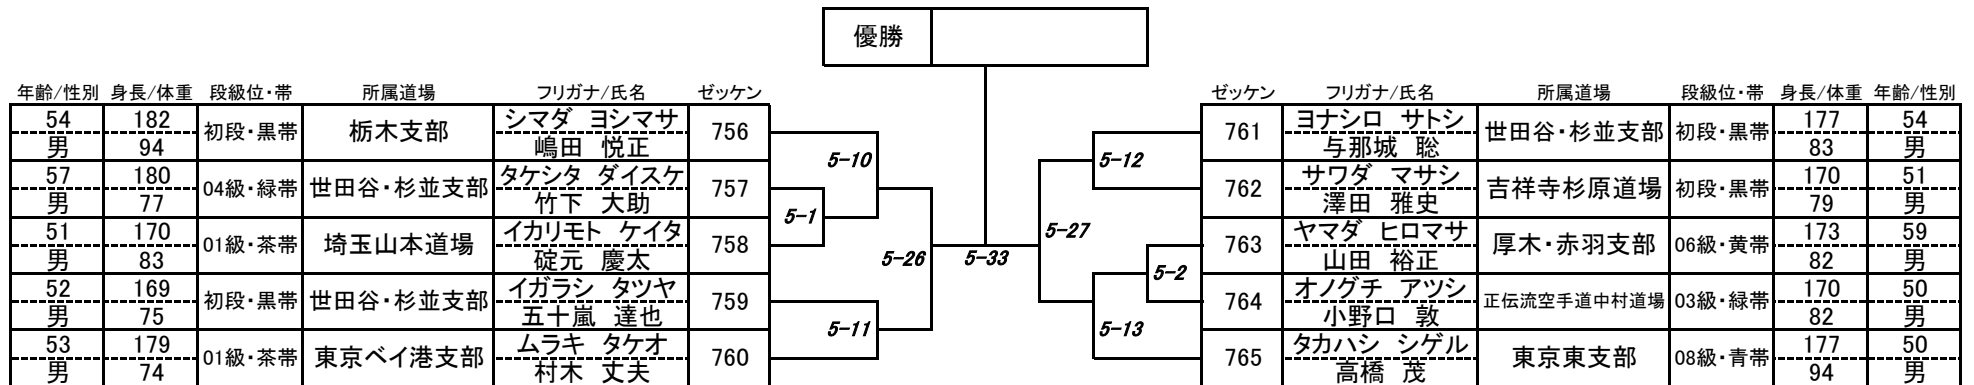 優勝
年齢/性別 身長/体重 段級位・帯 所属道場 フリガナ/氏名 ゼッケン
54 182 初段・黒帯 栃木支部 シマダ ヨシマサ 756
男 94 嶋田 悦正
57 180 04級・緑帯 世田谷・杉並支部 タケシタ ダイスケ 757
男 77 竹下 大助
51 170 01級・茶帯 埼玉山本道場 イカリモト ケイタ 758
男 83 碇元 慶太
52 169 初段・黒帯 世田谷・杉並支部 イガラシ タツヤ 759
男 75 五十嵐 達也
53 179 01級・茶帯 東京ベイ港支部 ムラキ タケオ 760
男 74 村木 丈夫
5-10
5-1
5-26
5-11
5-33
5-27
5-12
5-2
5-13
ゼッケン フリガナ/氏名 所属道場 段級位・帯 身長/体重 年齢/性別
761 ヨナシロ サトシ 世田谷・杉並支部 初段・黒帯 177 54
与那城 聡 83 男
762 サワダ マサシ 吉祥寺杉原道場 初段・黒帯 170 51
澤田 雅史 79 男
763 ヤマダ ヒロマサ 厚木・赤羽支部 06級・黄帯 173 59
山田 裕正 82 男
764 オノグチ アツシ 正伝流空手道中村道場 03級・緑帯 170 50
小野口 敦 82 男
765 タカハシ シゲル 東京東支部 08級・青帯 177 50
高橋 茂 94 男